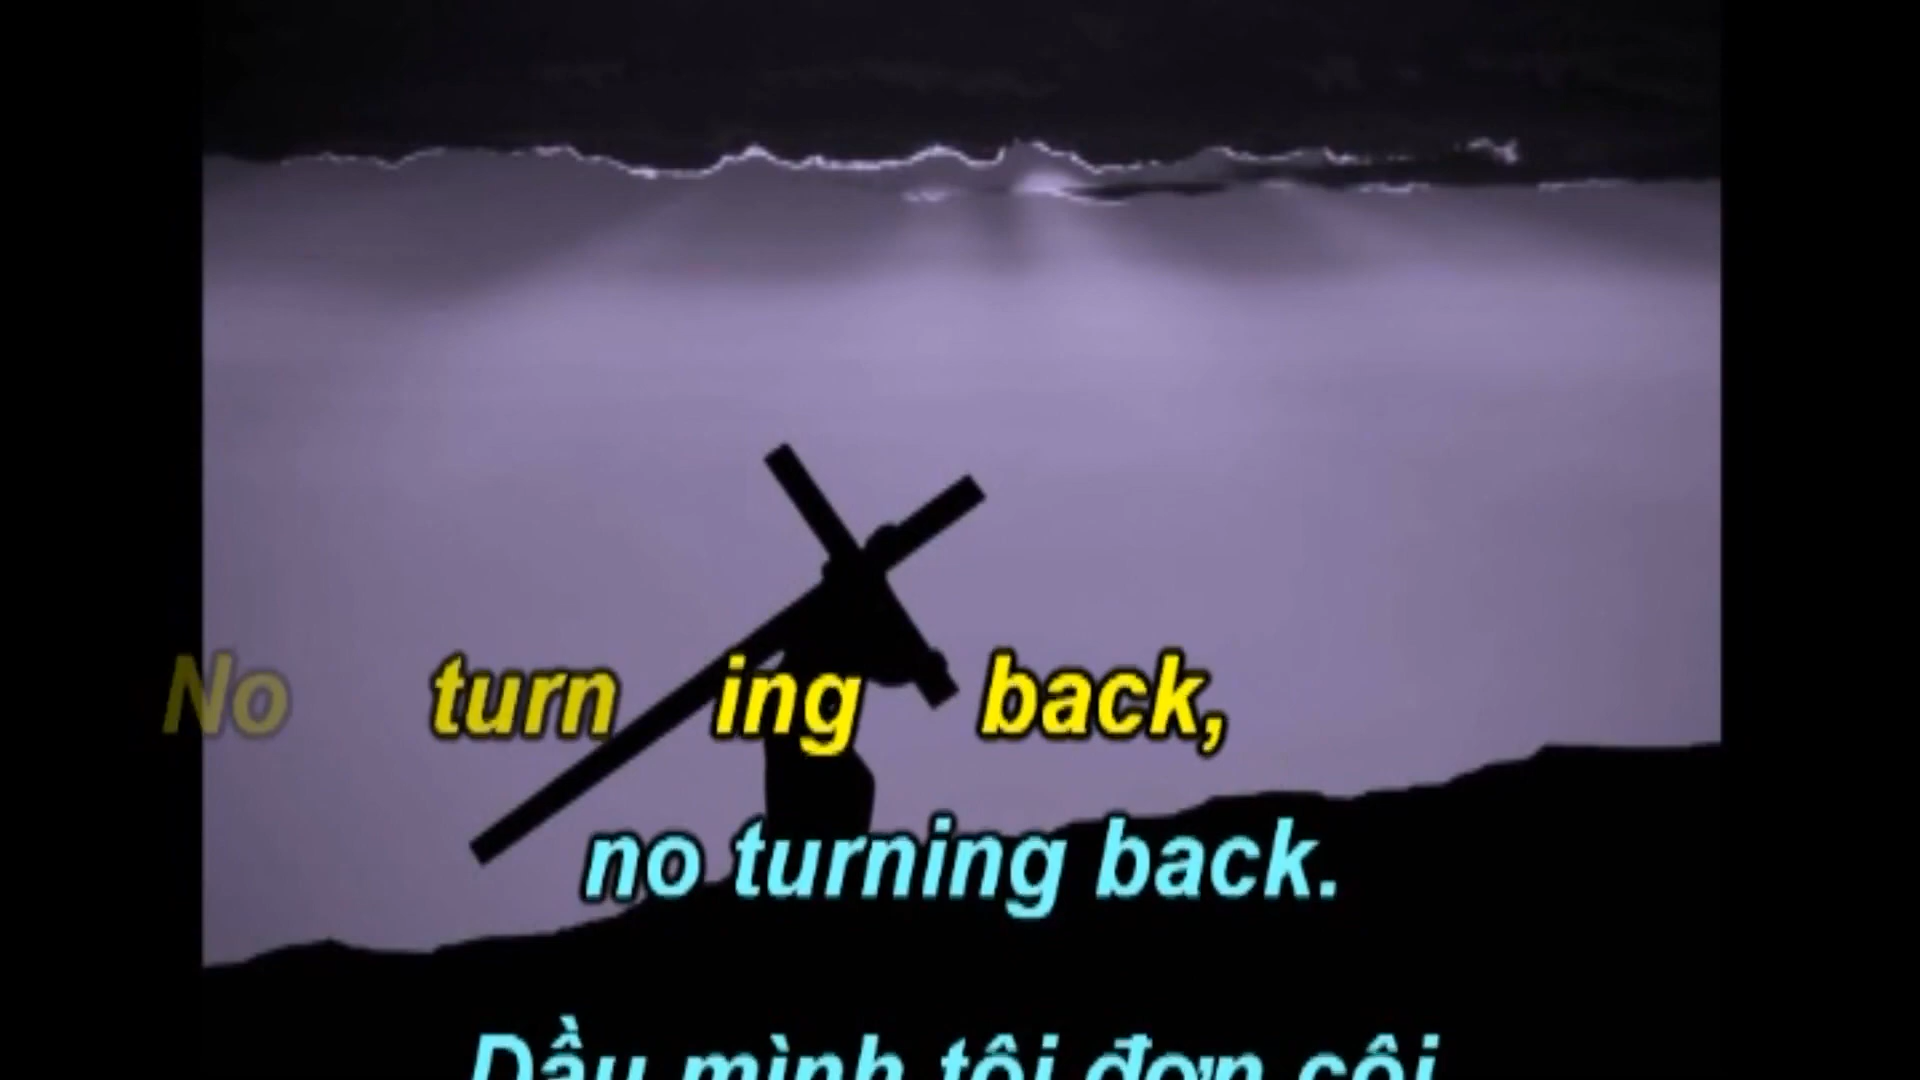 No turn ing back,
no turning back.
Dầu mình tôi đơn côi